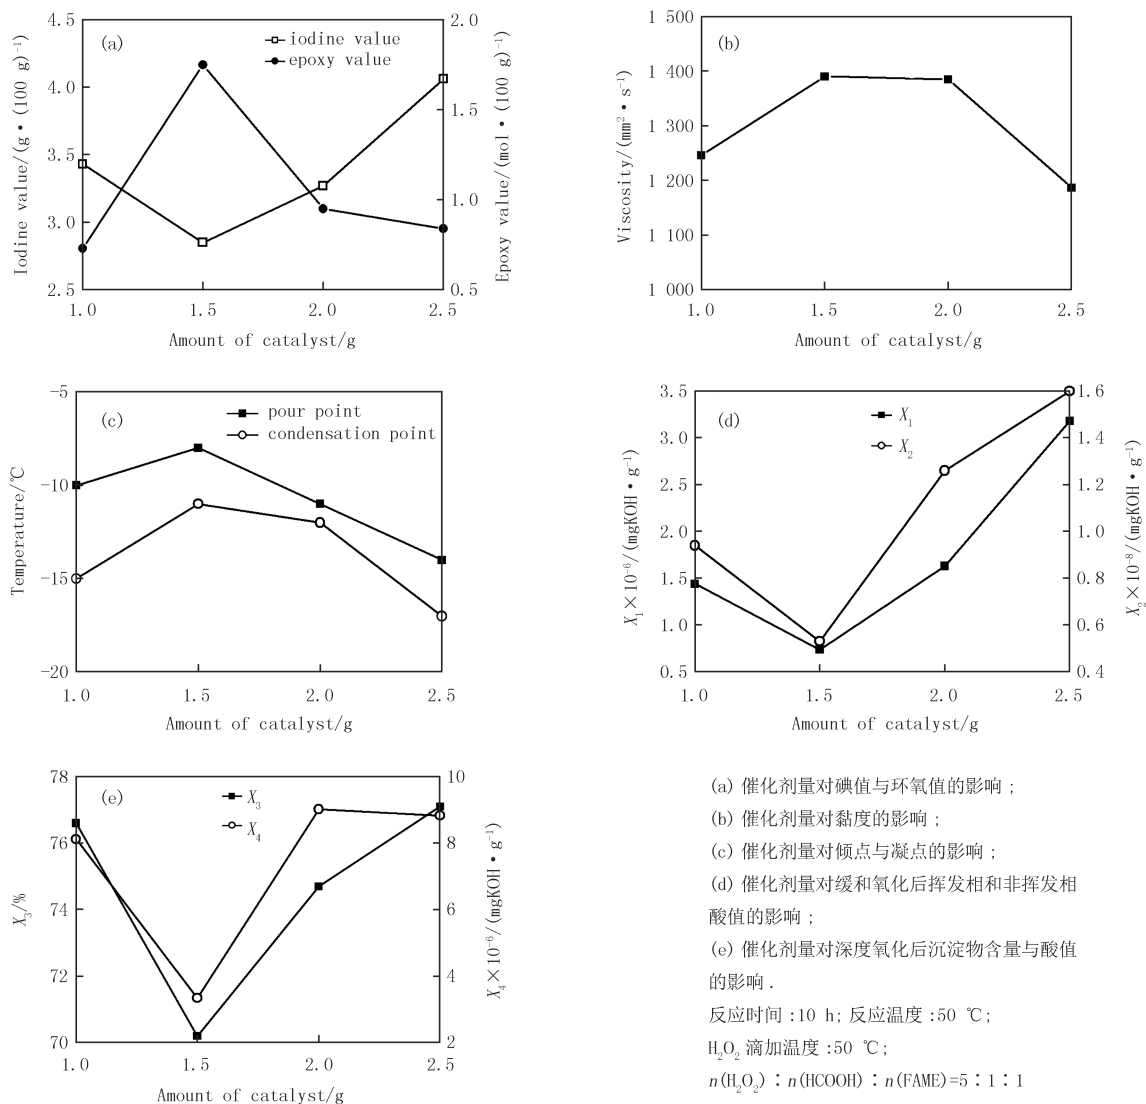 (a)
iodine value
epoxy value
Iodine value/(g·(100 g)⁻¹)
4.5
4.0
3.5
3.0
2.5
Epoxy value/(mol·(100 g)⁻¹)
2.0
1.5
1.0
0.5
1.0 1.5 2.0 2.5
Amount of catalyst/g
(b)
Viscosity/(mm²·s⁻¹)
1 500
1 400
1 300
1 200
1 100
1 000
1.0 1.5 2.0 2.5
Amount of catalyst/g
(c)
pour point
condensation point
Temperature/℃
-5
-10
-15
-20
1.0 1.5 2.0 2.5
Amount of catalyst/g
(d)
X₁
X₂
X₁×10⁻⁶/(mgKOH·g⁻¹)
3.5
3.0
2.5
2.0
1.5
1.0
0.5
X₂×10⁻⁸/(mgKOH·g⁻¹)
1.6
1.4
1.2
1.0
0.8
0.6
0.4
1.0 1.5 2.0 2.5
Amount of catalyst/g
(e)
X₃
X₄
X₃/%
78
76
74
72
70
X₄×10⁻⁶/(mgKOH·g⁻¹)
10
8
6
4
2
1.0 1.5 2.0 2.5
Amount of catalyst/g
(a) 催化剂量对碘值与环氧值的影响;
(b) 催化剂量对黏度的影响;
(c) 催化剂量对倾点与凝点的影响;
(d) 催化剂量对缓和氧化后挥发相和非挥发相
酸值的影响;
(e) 催化剂量对深度氧化后沉淀物含量与酸值
的影响.
反应时间:10 h; 反应温度:50 ℃;
H₂O₂ 滴加温度:50 ℃;
n(H₂O₂)∶n(HCOOH)∶n(FAME)=5∶1∶1